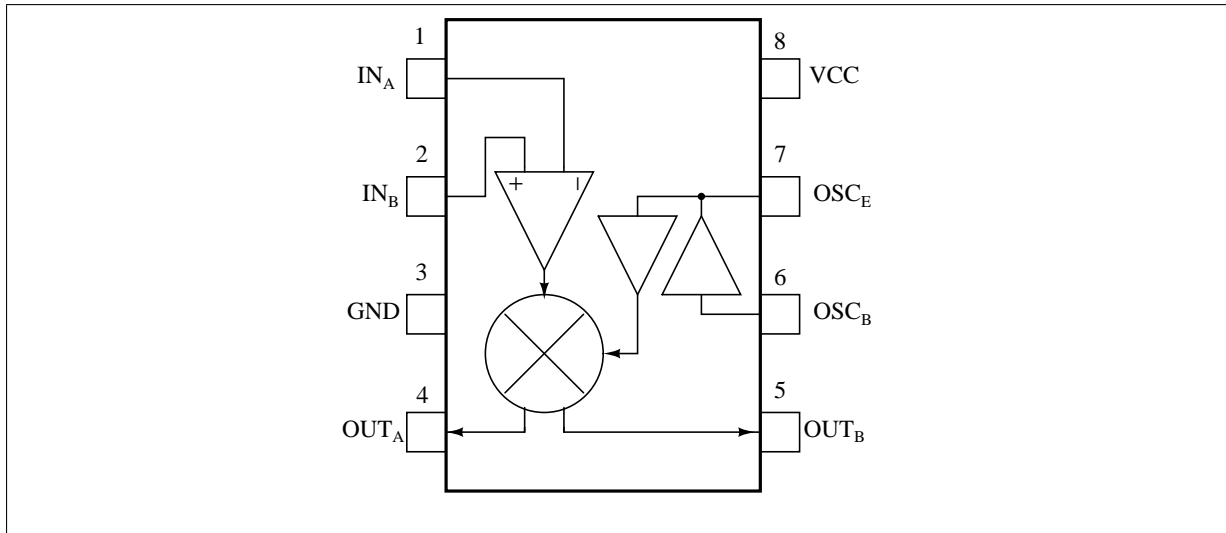 1
IN_A
2
IN_B
3
GND
4
OUT_A
8
VCC
7
OSC_E
6
OSC_B
5
OUT_B
+
−